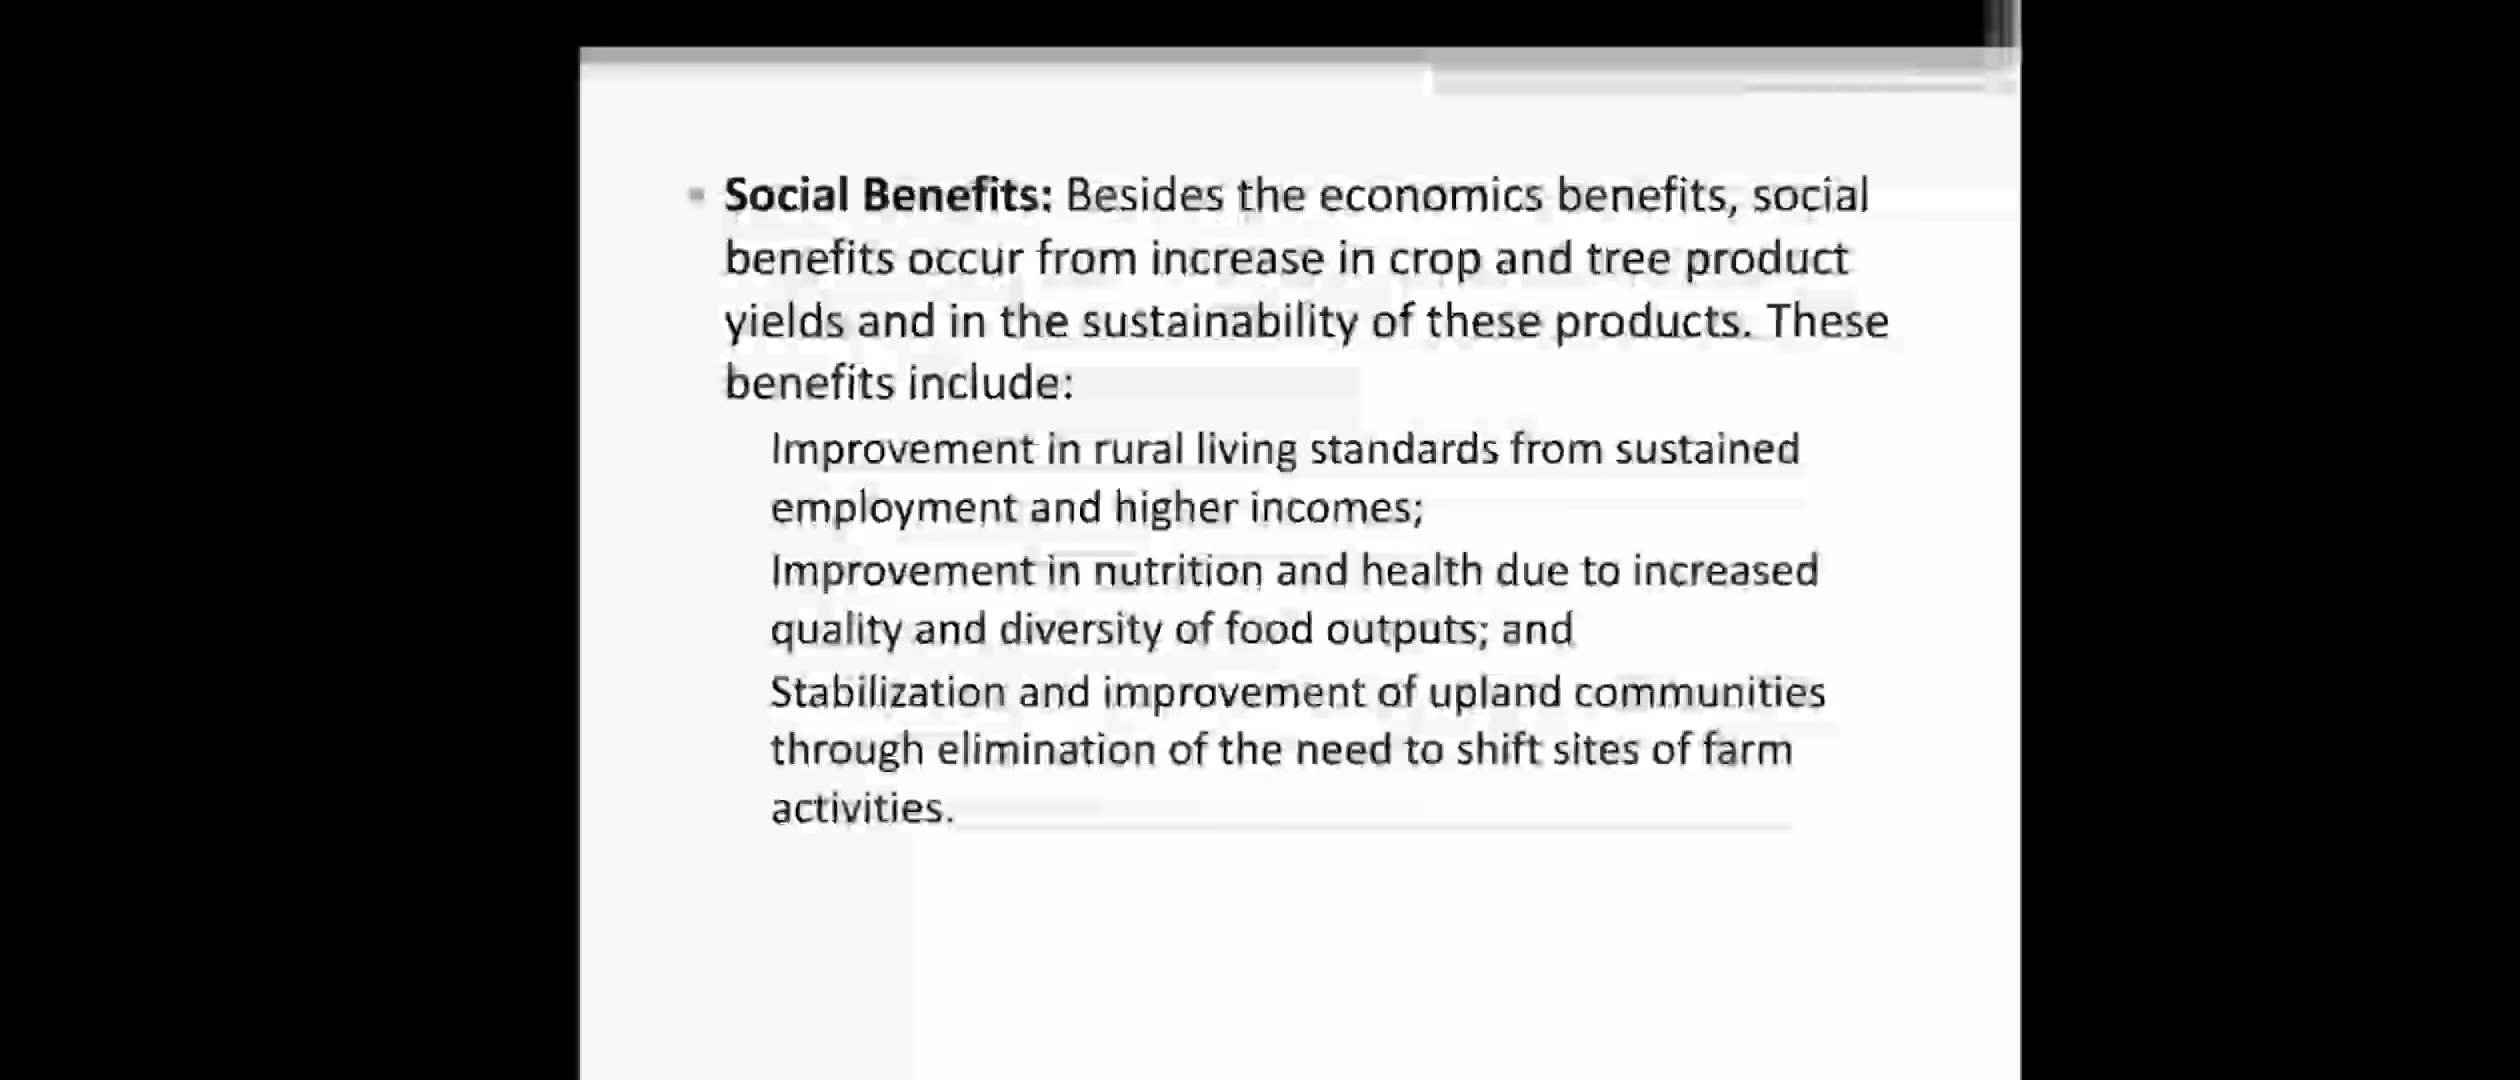 ▪ Social Benefits: Besides the economics benefits, social
benefits occur from increase in crop and tree product
yields and in the sustainability of these products. These
benefits include:
Improvement in rural living standards from sustained
employment and higher incomes;
Improvement in nutrition and health due to increased
quality and diversity of food outputs; and
Stabilization and improvement of upland communities
through elimination of the need to shift sites of farm
activities.